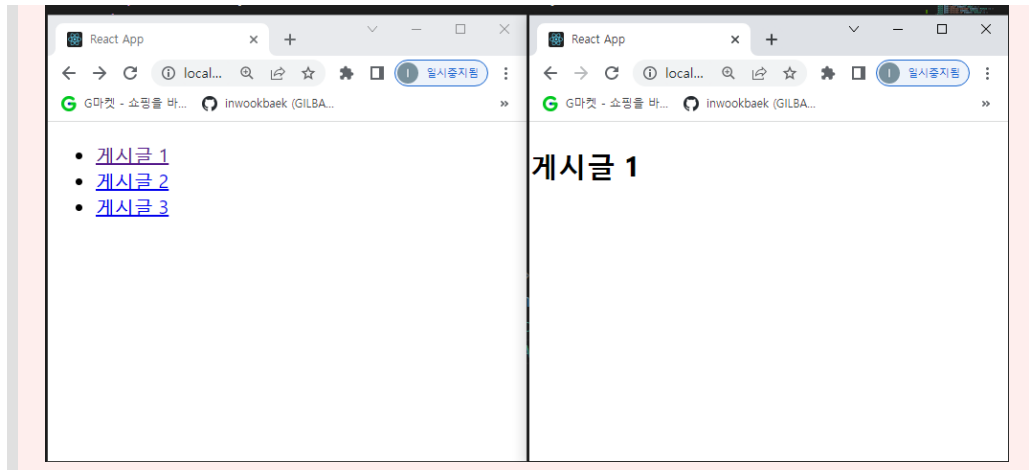 React App
local...
일시중지됨
G마켓 - 쇼핑을 바...
inwookbaek (GILBA...
»
게시글 1
게시글 2
게시글 3
React App
local...
일시중지됨
G마켓 - 쇼핑을 바...
inwookbaek (GILBA...
»
게시글 1